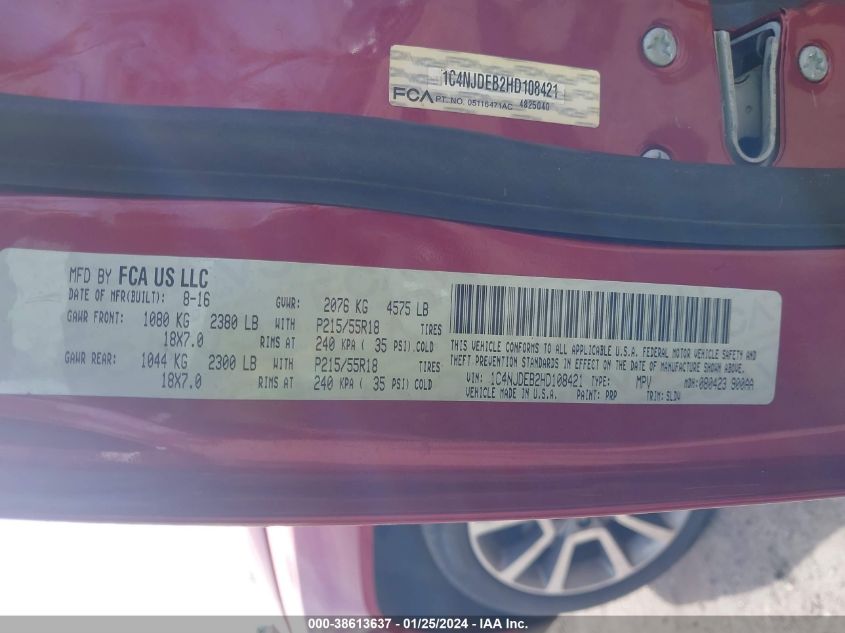 1C4NJDEB2HD108421
FCA PT. NO. 05116471AC 4825040
MFD BY FCA US LLC
DATE OF MFR(BUILT): 8-16 GVWR: 2076 KG 4575 LB
GAWR FRONT: 1080 KG 2380 LB WITH P215/55R18 TIRES
18X7.0 RIMS AT 240 KPA ( 35 PSI) COLD
GAWR REAR: 1044 KG 2300 LB WITH P215/55R18 TIRES
18X7.0 RIMS AT 240 KPA ( 35 PSI) COLD
THIS VEHICLE CONFORMS TO ALL APPLICABLE U.S.A. FEDERAL MOTOR VEHICLE SAFETY AND
THEFT PREVENTION STANDARDS IN EFFECT ON THE DATE OF MANUFACTURE SHOWN ABOVE.
VIN: 1C4NJDEB2HD108421 TYPE: MPV MDH: 080423 900AA
VEHICLE MADE IN U.S.A. PAINT: PRP TRIM: SLDV
000-38613637 - 01/25/2024 - IAA Inc.